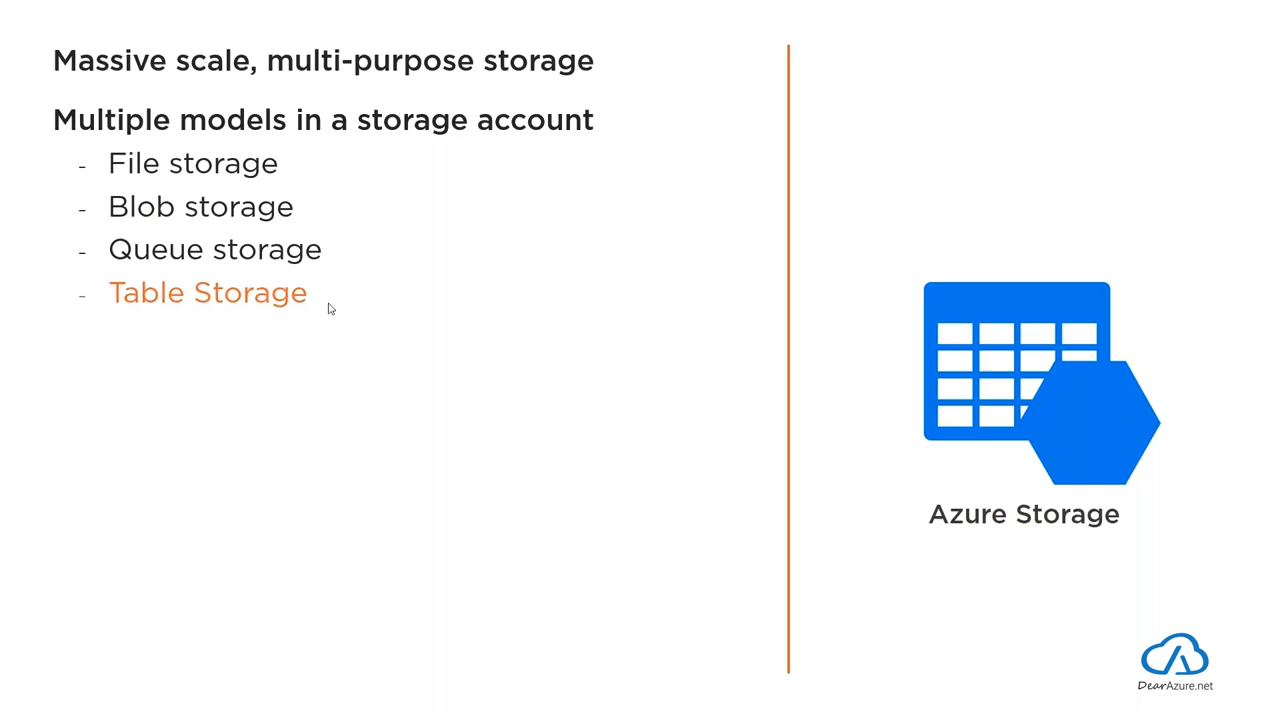 Massive scale, multi-purpose storage
Multiple models in a storage account
- File storage
- Blob storage
- Queue storage
- Table Storage
Azure Storage
DearAzure.net